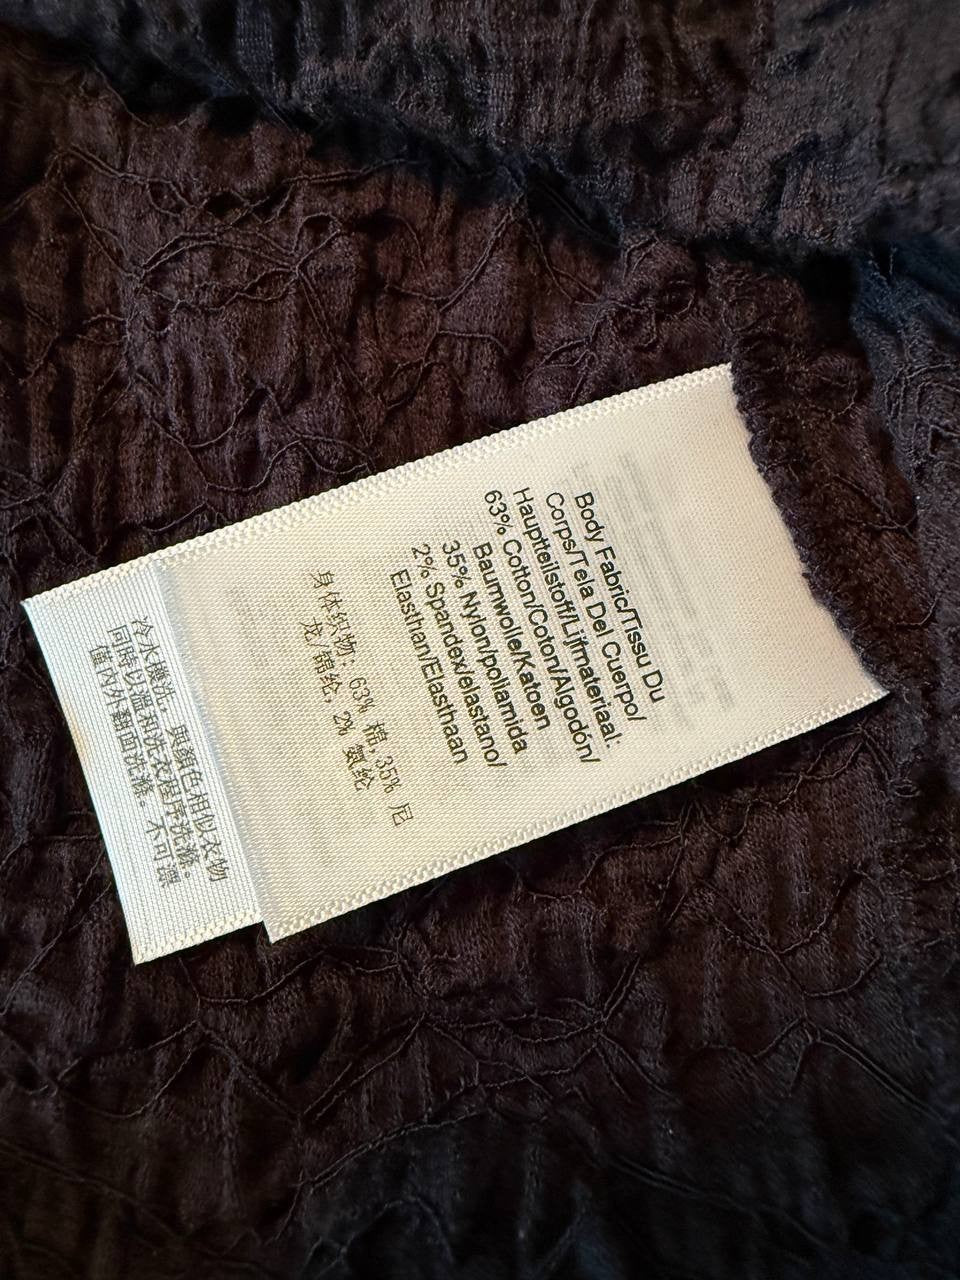 Body Fabric/Tissu Du
Corps/Tela Del Cuerpo/
Hauptteilstoff/Lijfmateriaal:
63% Cotton/Coton/Algodón/
Baumwolle/Katoen
35% Nylon/poliamida
2% Spandex/elastano/
Elasthan/Elasthaan
身体织物: 63% 棉, 35% 尼
龙/锦纶, 2% 氨纶
冷水機洗, 與顏色相似衣物
同時以溫和洗衣程序洗滌。
僅內外翻面洗滌。不可漂